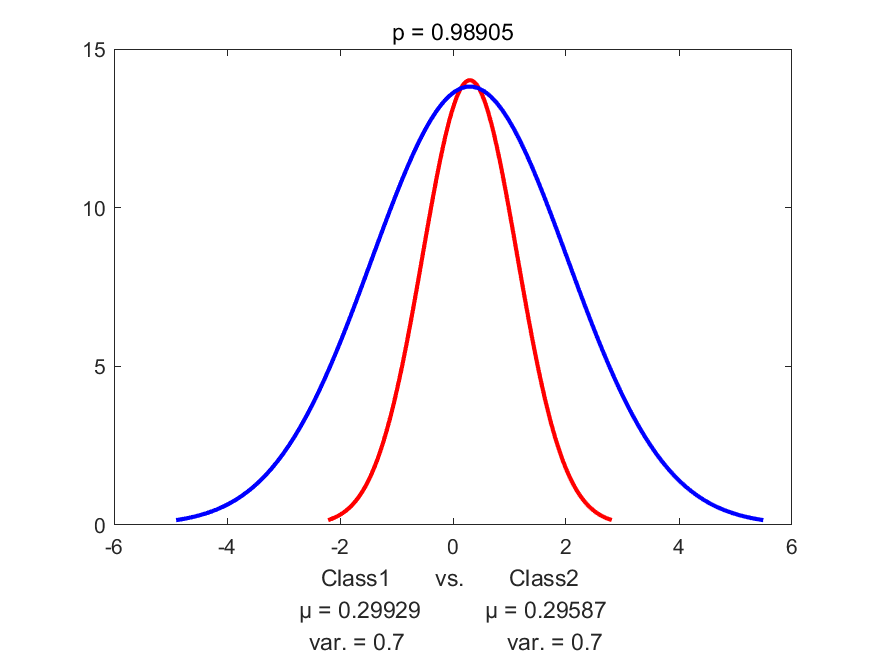 p = 0.98905
15
10
5
0
-6 -4 -2 0 2 4 6
Class1 vs. Class2
μ = 0.29929 μ = 0.29587
var. = 0.7 var. = 0.7